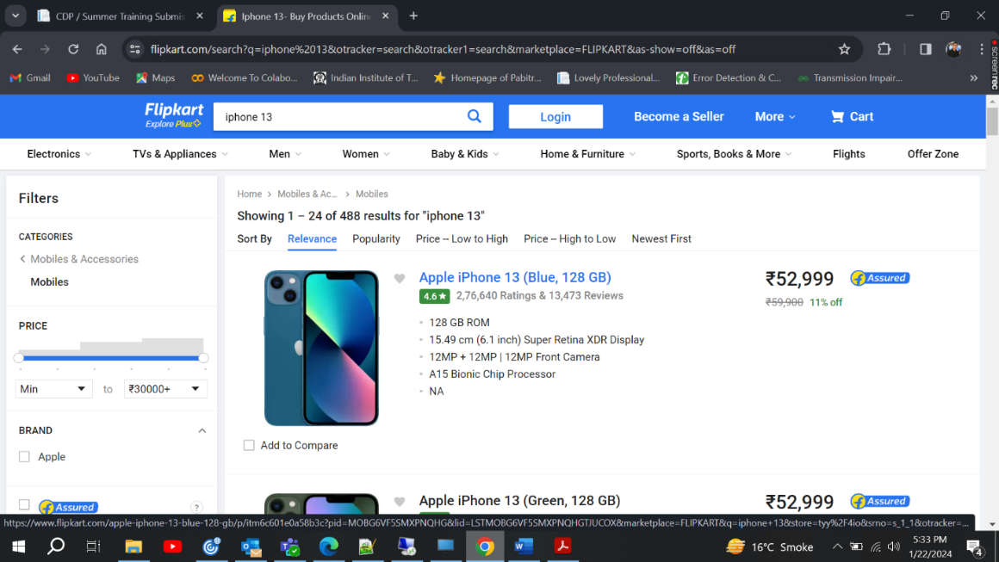 CDP / Summer Training Submis
Iphone 13- Buy Products Online
flipkart.com/search?q=iphone%2013&otracker=search&otracker1=search&marketplace=FLIPKART&as-show=off&as=off
Gmail YouTube Maps Welcome To Colabo... Indian Institute of T... Homepage of Pabitr... Lovely Professional... Error Detection & C... Transmission Impair... »
screenrec
Flipkart
Explore Plus
iphone 13
Login
Become a Seller
More
Cart
Electronics TVs & Appliances Men Women Baby & Kids Home & Furniture Sports, Books & More Flights Offer Zone
Filters
CATEGORIES
Mobiles & Accessories
Mobiles
PRICE
Min to ₹30000+
BRAND
Apple
Assured ?
Home > Mobiles & Ac... > Mobiles
Showing 1 – 24 of 488 results for "iphone 13"
Sort By Relevance Popularity Price -- Low to High Price -- High to Low Newest First
Apple iPhone 13 (Blue, 128 GB)
4.6 ★ 2,76,640 Ratings & 13,473 Reviews
128 GB ROM
15.49 cm (6.1 inch) Super Retina XDR Display
12MP + 12MP | 12MP Front Camera
A15 Bionic Chip Processor
NA
₹52,999 Assured
₹59,900 11% off
Add to Compare
Apple iPhone 13 (Green, 128 GB)
₹52,999 Assured
https://www.flipkart.com/apple-iphone-13-blue-128-gb/p/itm6c601e0a58b3c?pid=MOBG6VF5SMXPNQHG&lid=LSTMOBG6VF5SMXPNQHGTJUCOX&marketplace=FLIPKART&q=iphone+13&store=tyy%2F4io&srno=s_1_1&otracker=...
16°C Smoke
5:33 PM
1/22/2024
4